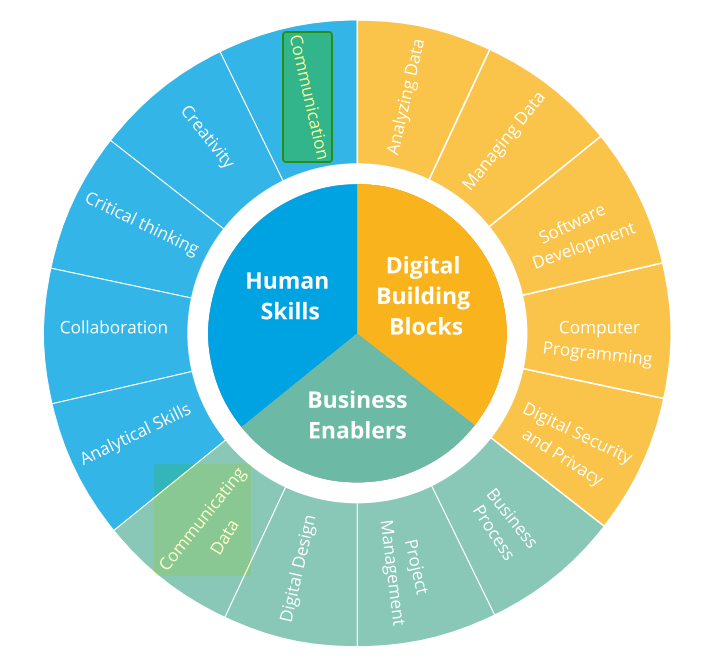 Human
Skills
Digital
Building
Blocks
Business
Enablers
Communication
Analyzing Data
Managing Data
Software
Development
Computer
Programming
Digital Security
and Privacy
Business
Process
Project
Management
Digital Design
Communicating
Data
Analytical Skills
Collaboration
Critical thinking
Creativity